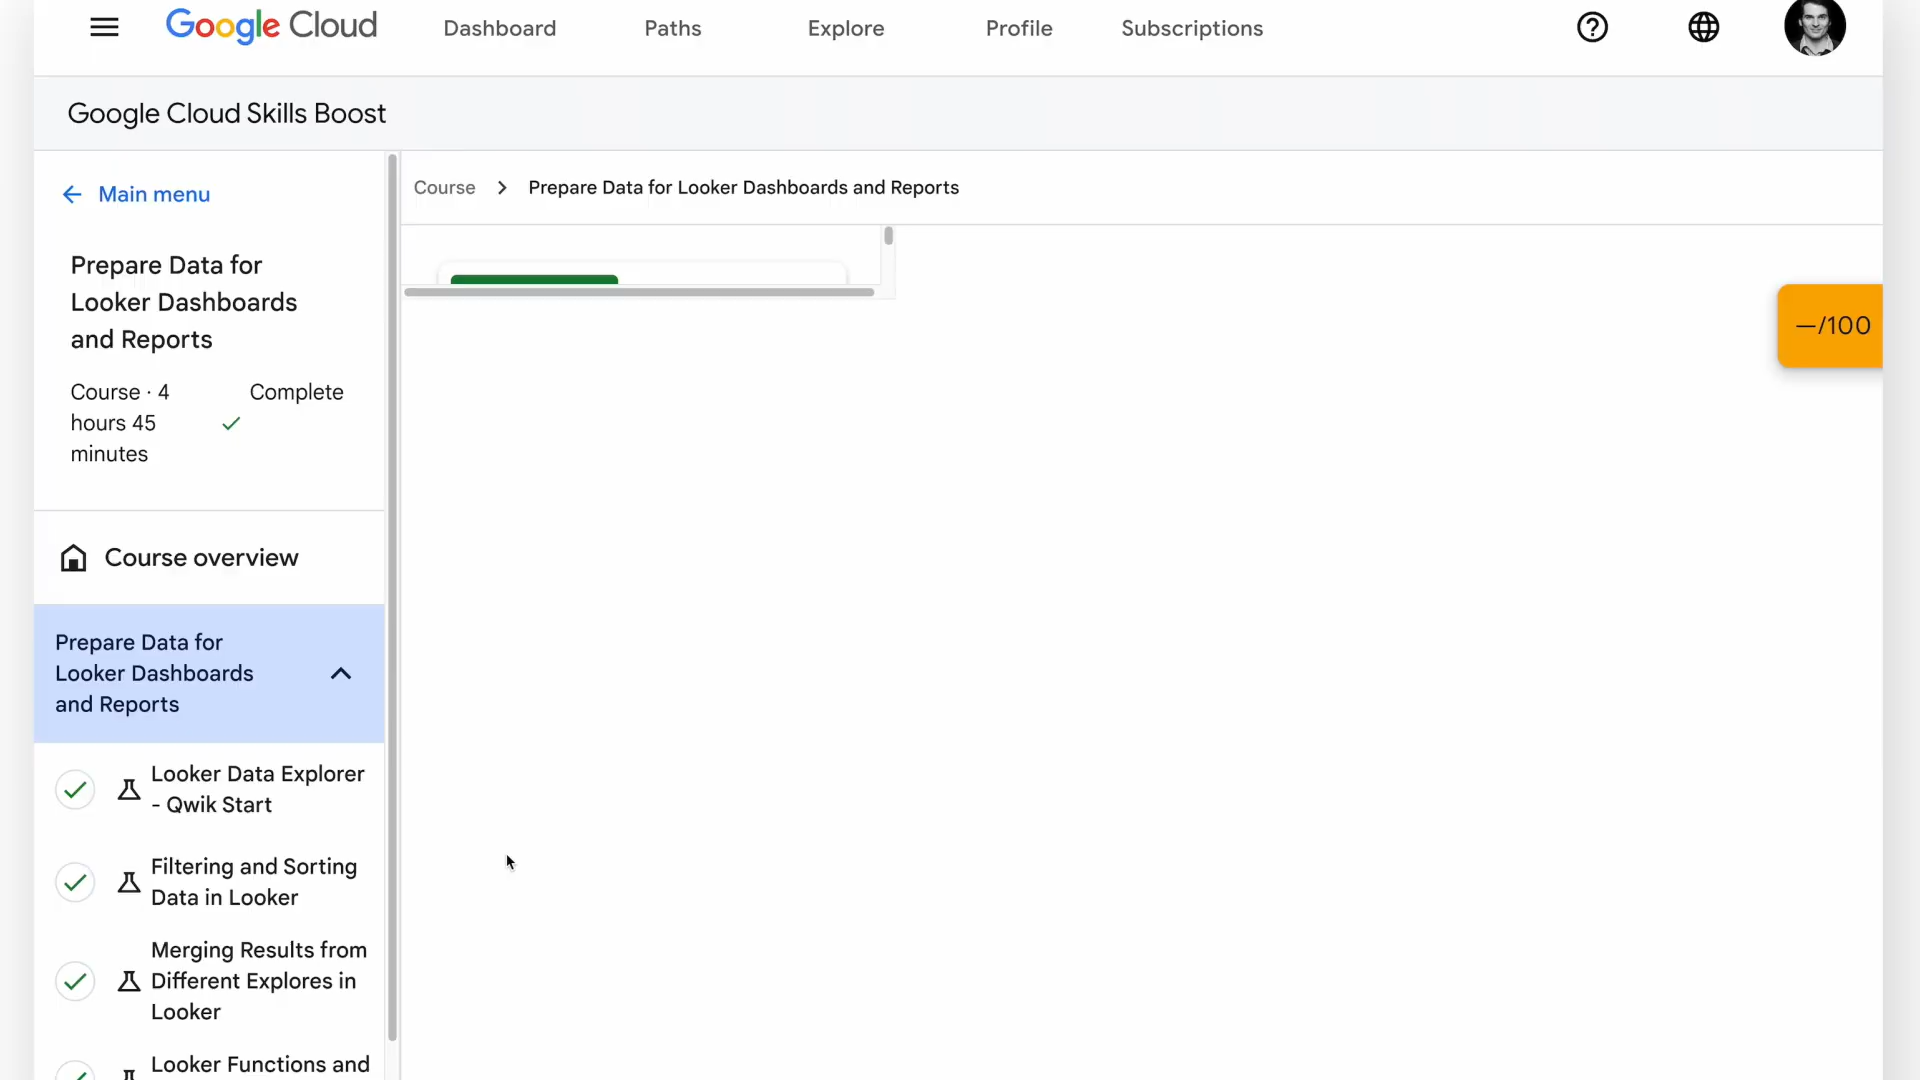 Google Cloud
Dashboard
Paths
Explore
Profile
Subscriptions
Google Cloud Skills Boost
Main menu
Course
Prepare Data for Looker Dashboards and Reports
Prepare Data for
Looker Dashboards
and Reports
Course · 4
hours 45
minutes
Complete
—/100
Course overview
Prepare Data for
Looker Dashboards
and Reports
Looker Data Explorer
- Qwik Start
Filtering and Sorting
Data in Looker
Merging Results from
Different Explores in
Looker
Looker Functions and